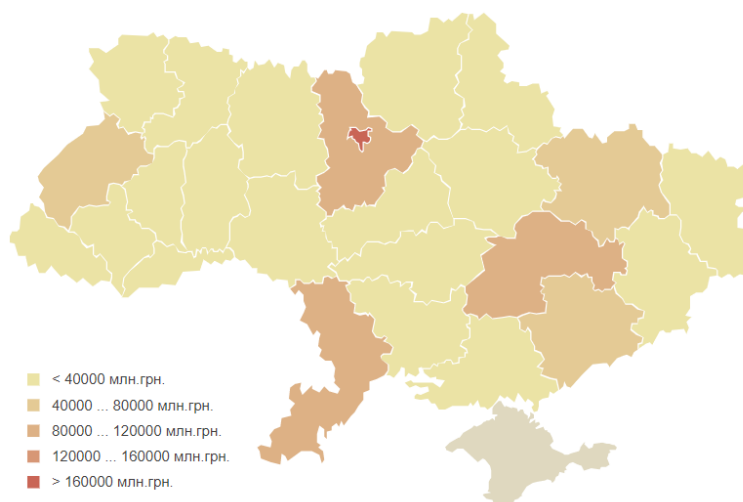 < 40000 млн.грн.
40000 ... 80000 млн.грн.
80000 ... 120000 млн.грн.
120000 ... 160000 млн.грн.
> 160000 млн.грн.